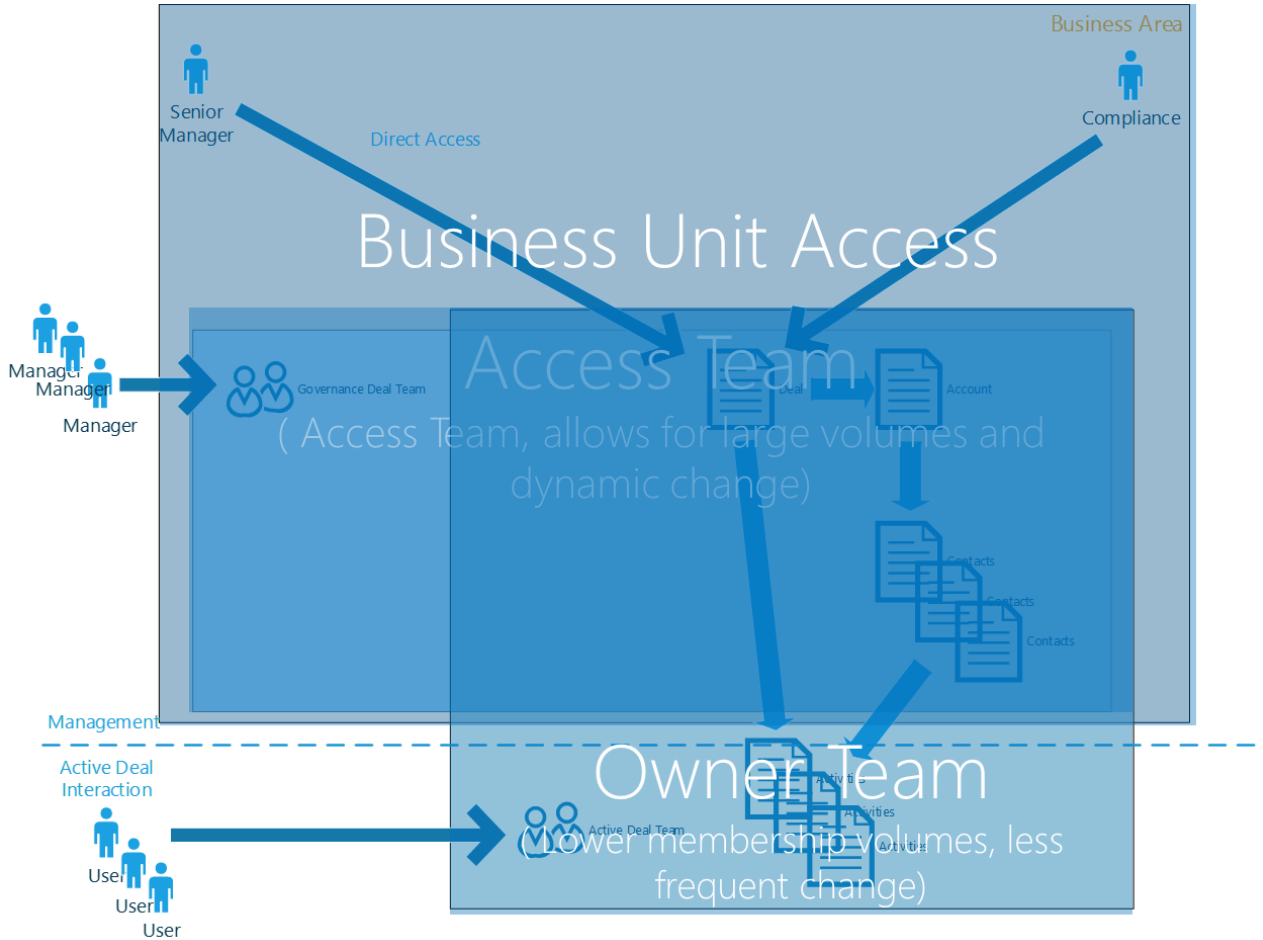 Business Area
Senior
Manager
Compliance
Direct Access
Business Unit Access
Access Team
Manager
Manager
Manager
Governance Deal Team
Deal
Account
( Access Team, allows for large volumes and
dynamic change)
Contacts
Contacts
Contacts
Management
Active Deal
Interaction
Owner Team
Activities
Activities
Activities
Active Deal Team
( Lower membership volumes, less
frequent change)
User
User
User